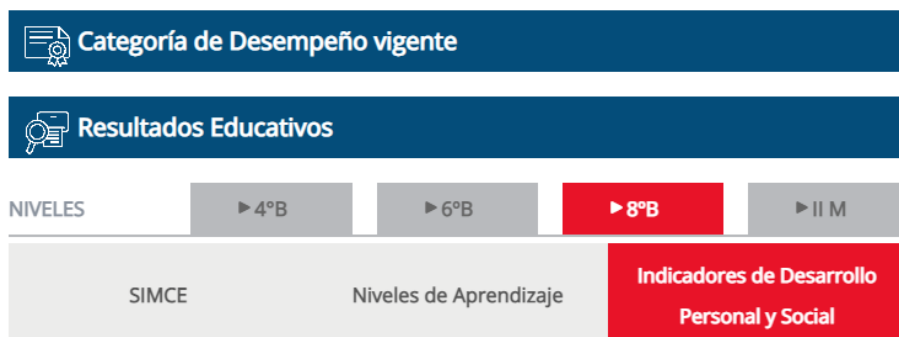 Categoría de Desempeño vigente
Resultados Educativos
NIVELES 4°B 6°B 8°B II M
SIMCE Niveles de Aprendizaje Indicadores de Desarrollo
Personal y Social